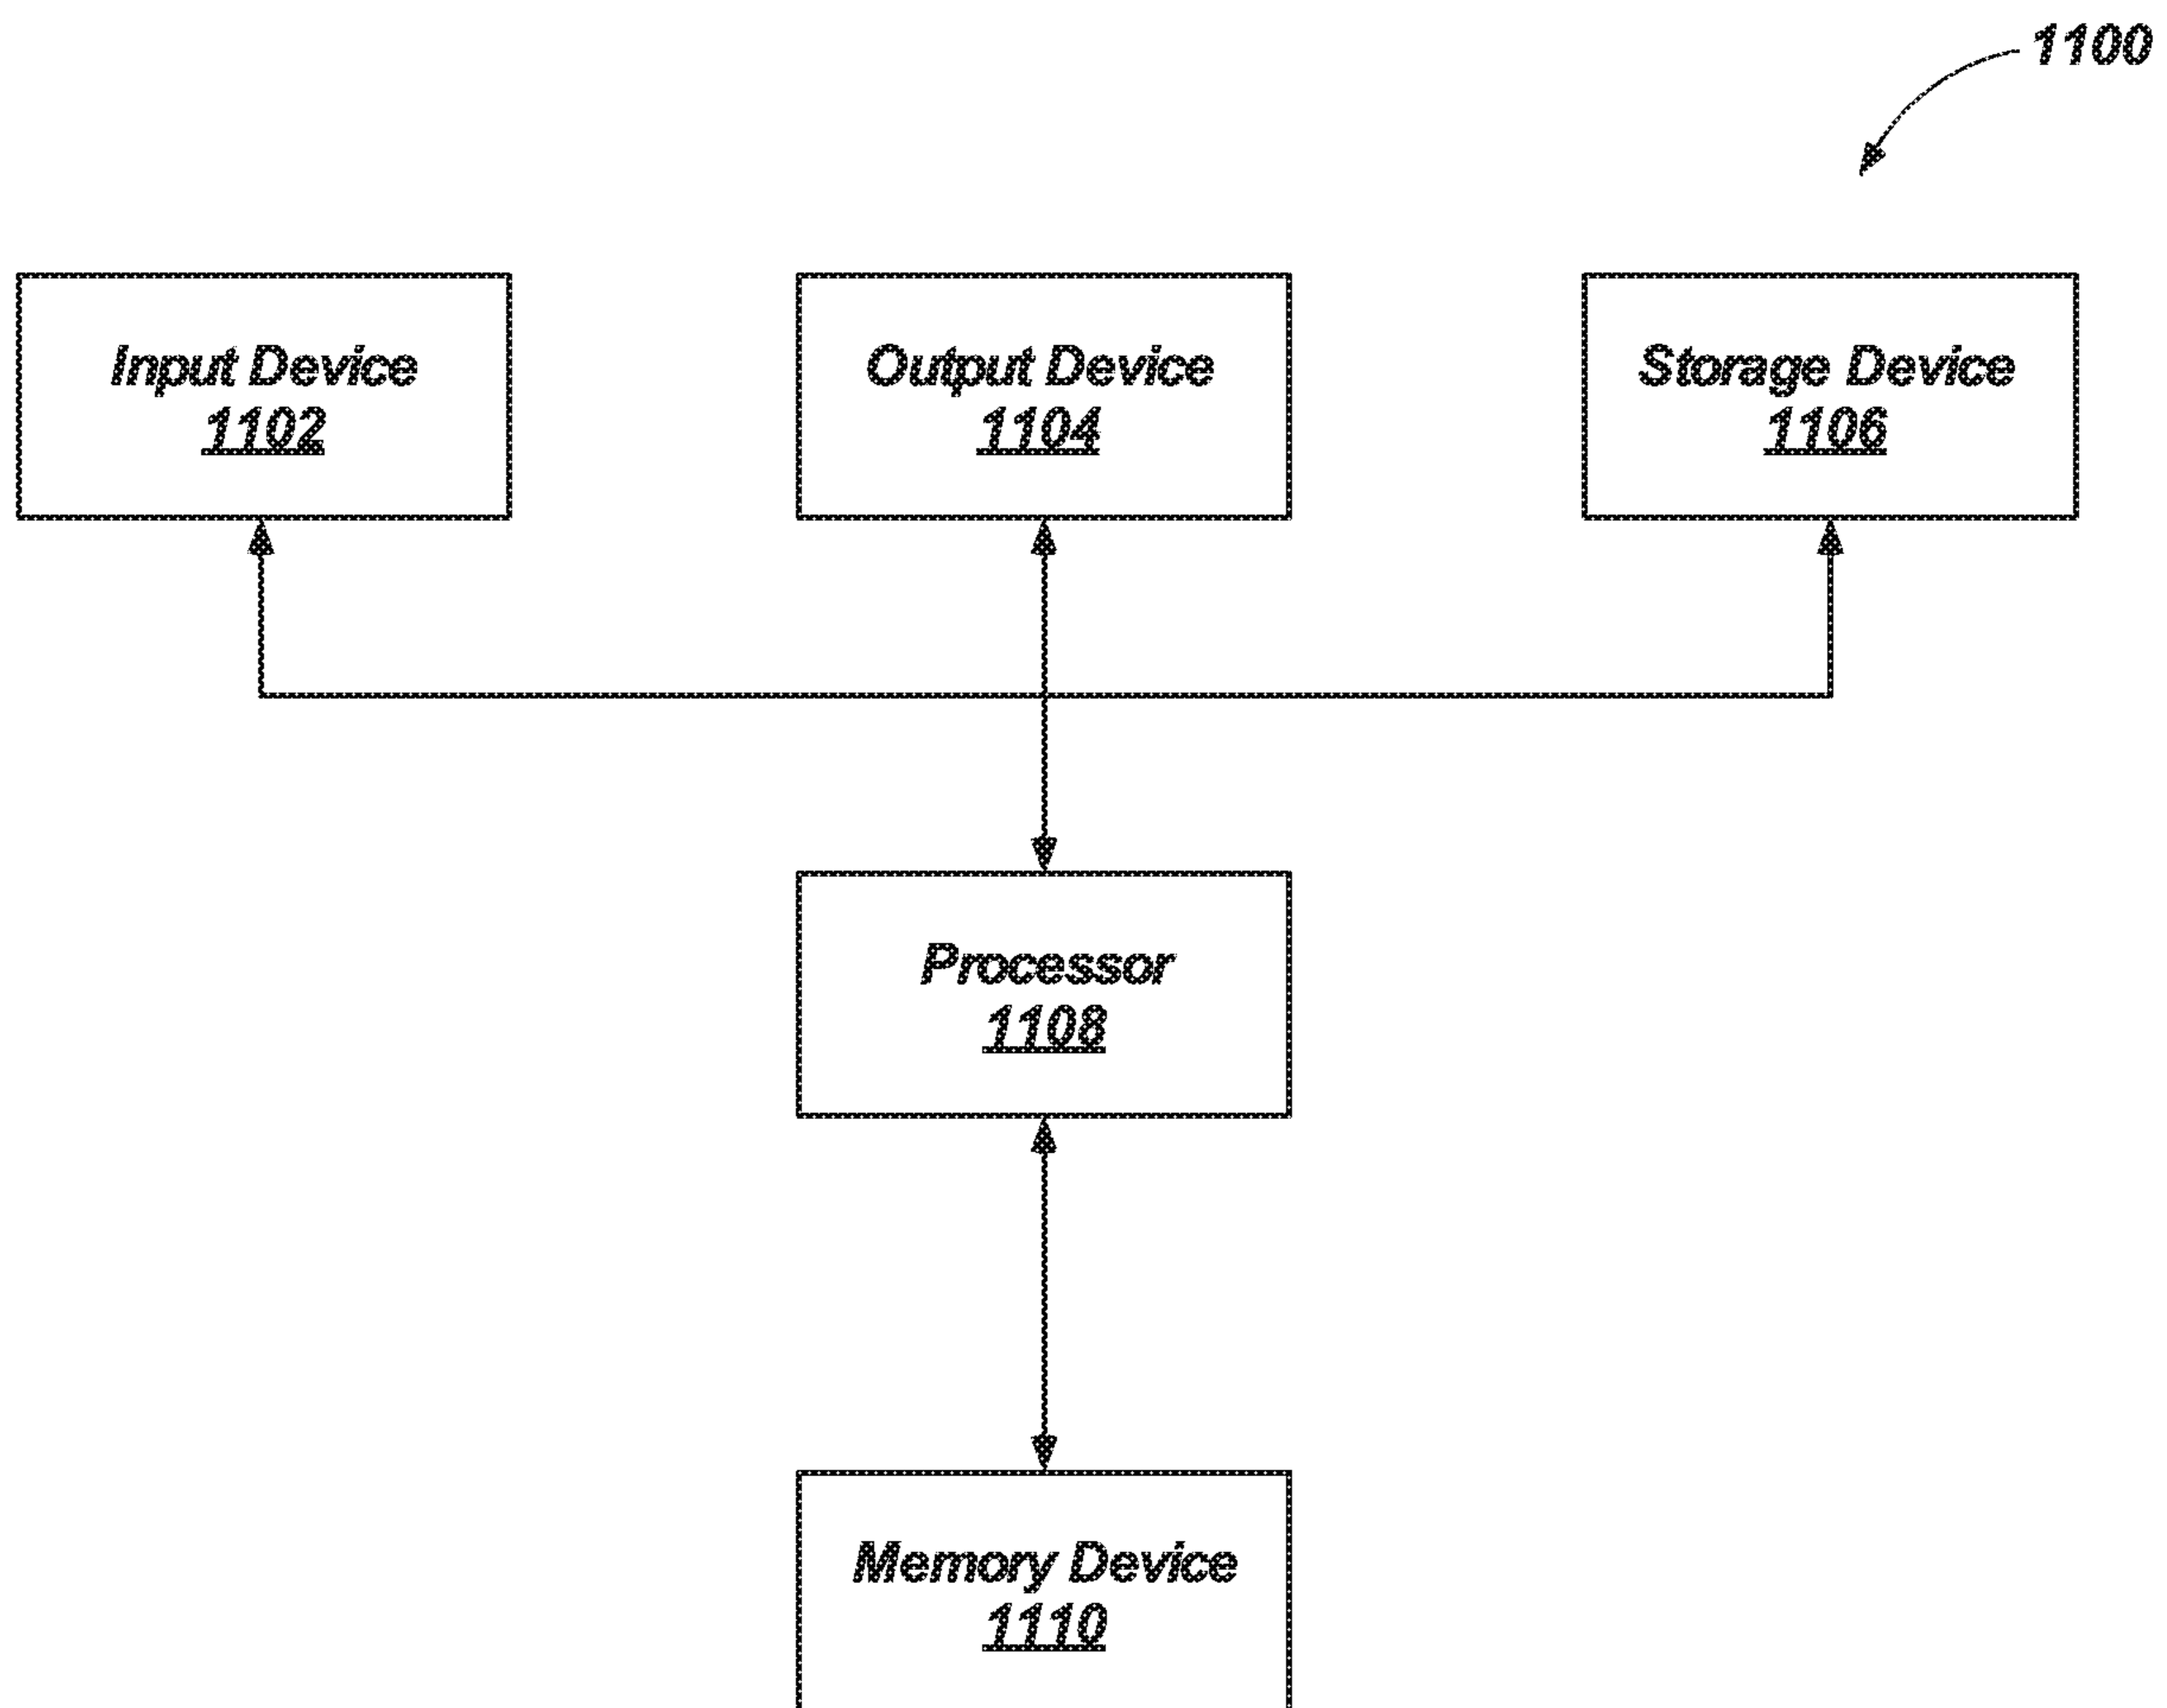 1100
Input Device
1102
Output Device
1104
Storage Device
1106
Processor
1108
Memory Device
1110